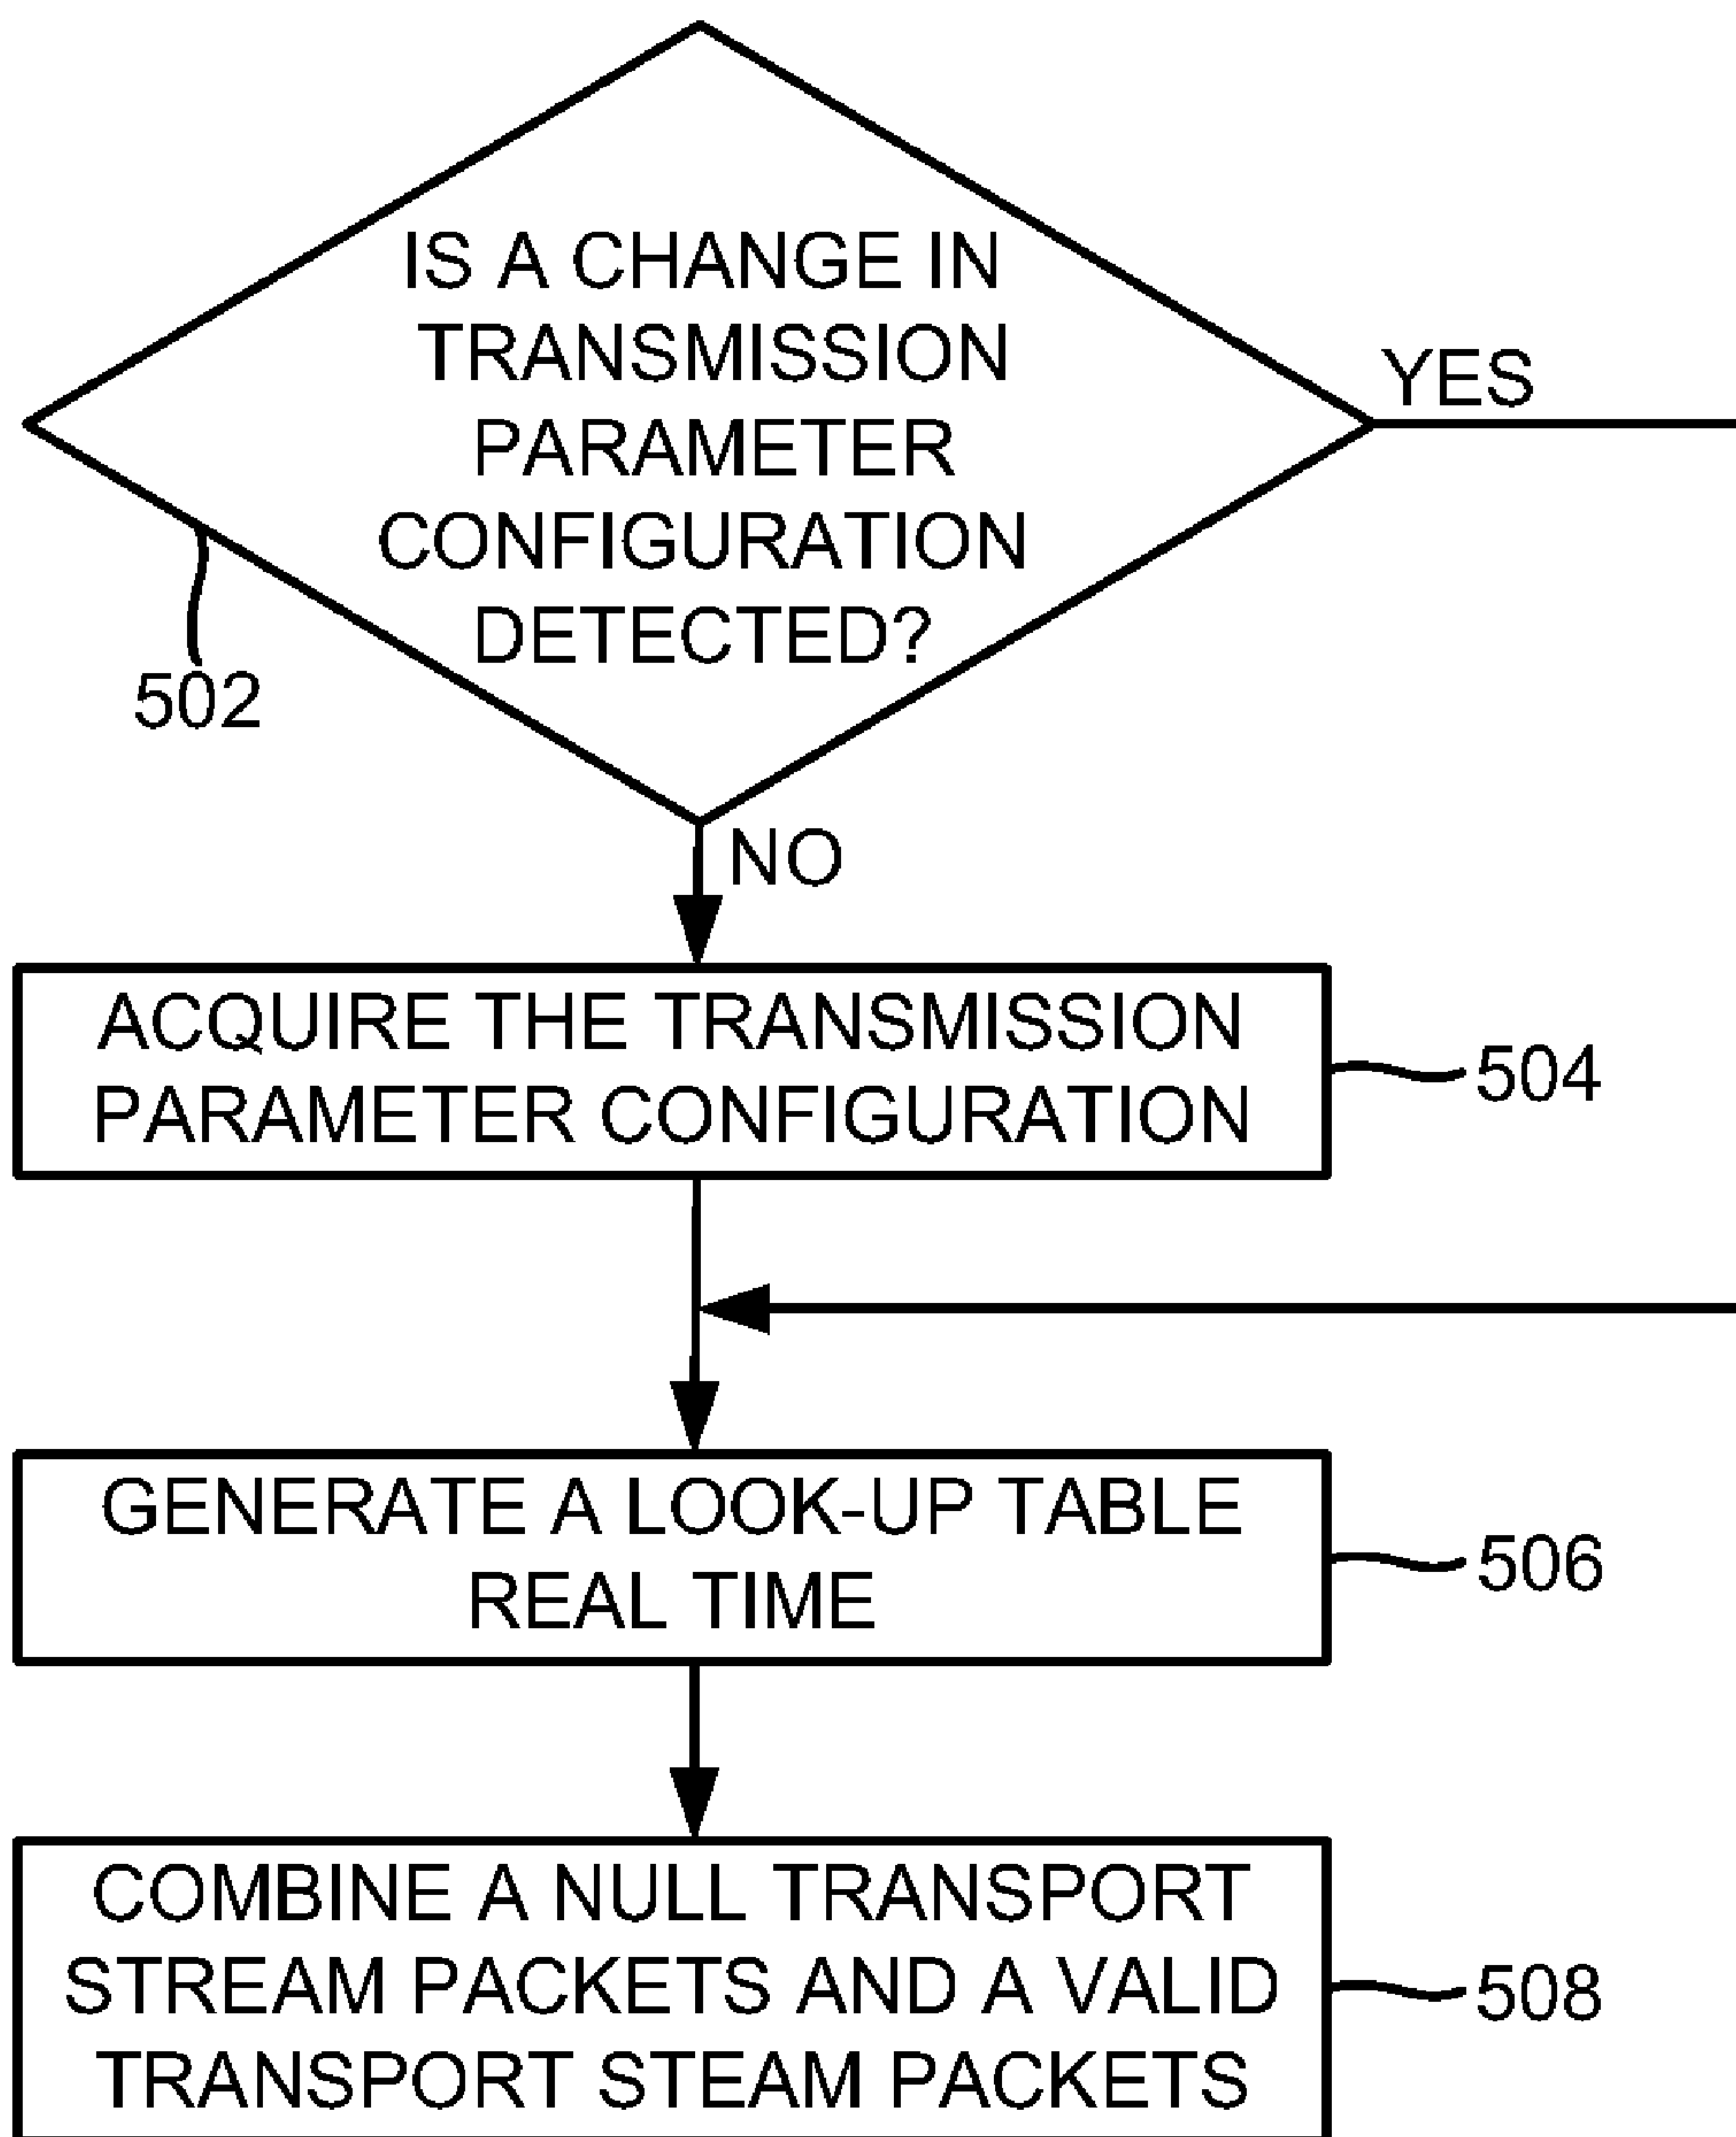 IS A CHANGE IN
TRANSMISSION
PARAMETER
CONFIGURATION
DETECTED?
YES
502
NO
ACQUIRE THE TRANSMISSION
PARAMETER CONFIGURATION
504
GENERATE A LOOK-UP TABLE
REAL TIME
506
COMBINE A NULL TRANSPORT
STREAM PACKETS AND A VALID
TRANSPORT STEAM PACKETS
508